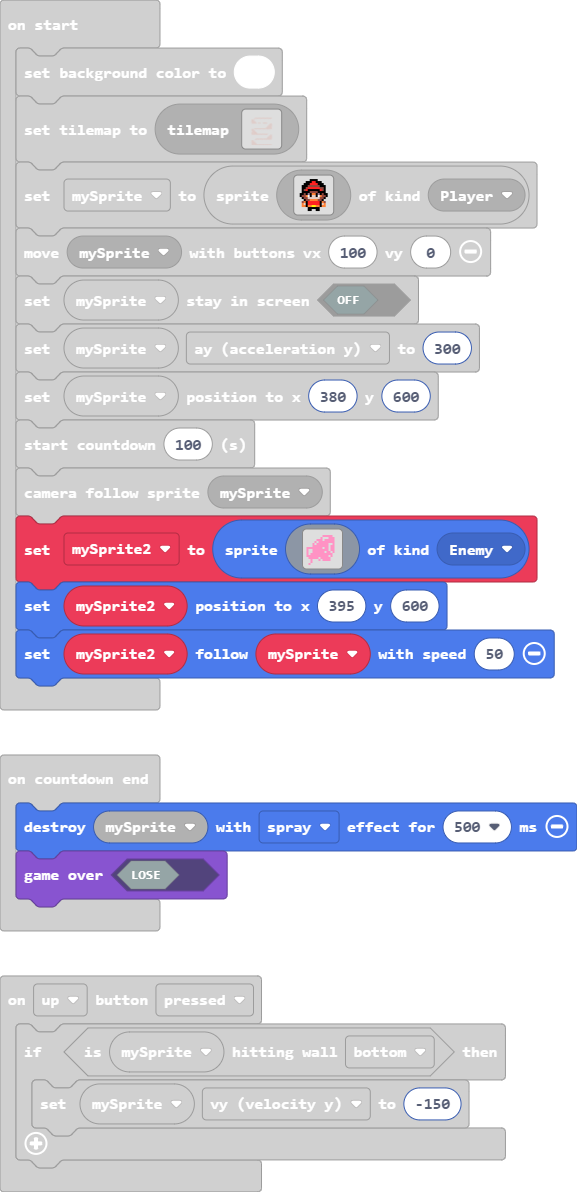 on start
set background color to
set tilemap to tilemap
set mySprite to sprite of kind Player
move mySprite with buttons vx 100 vy 0
set mySprite stay in screen OFF
set mySprite ay (acceleration y) to 300
set mySprite position to x 380 y 600
start countdown 100 (s)
camera follow sprite mySprite
set mySprite2 to sprite of kind Enemy
set mySprite2 position to x 395 y 600
set mySprite2 follow mySprite with speed 50
on countdown end
destroy mySprite with spray effect for 500 ms
game over LOSE
on up button pressed
if is mySprite hitting wall bottom then
set mySprite vy (velocity y) to -150